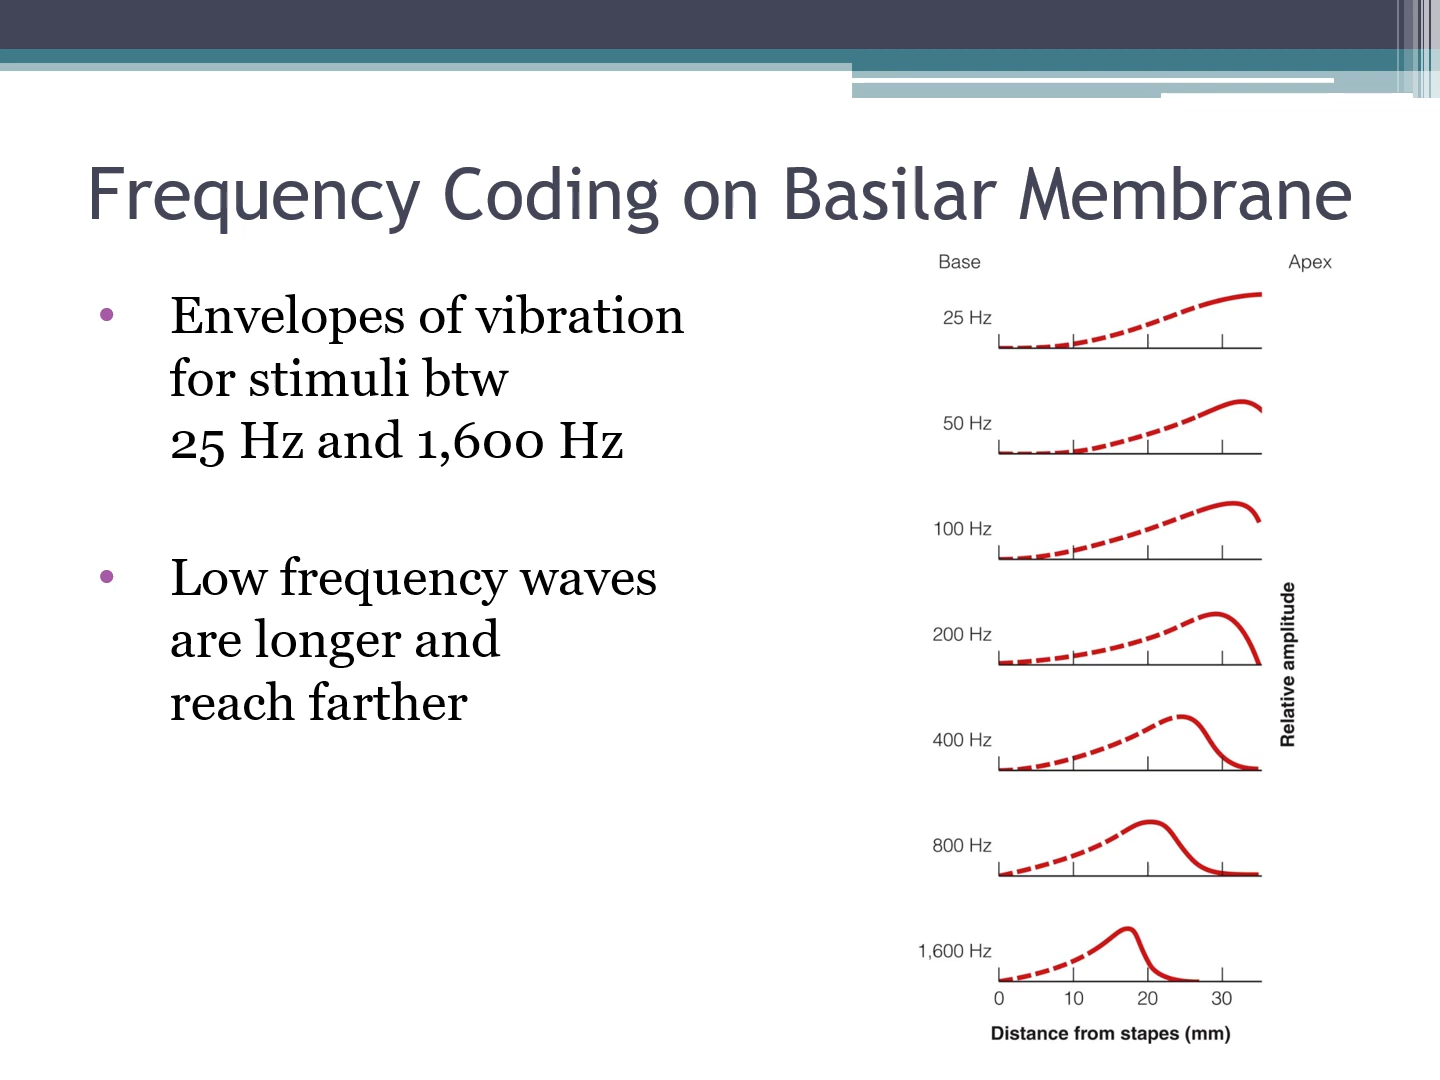 Frequency Coding on Basilar Membrane
• Envelopes of vibration
for stimuli btw
25 Hz and 1,600 Hz
• Low frequency waves
are longer and
reach farther
Base Apex
25 Hz
50 Hz
100 Hz
200 Hz
400 Hz
800 Hz
1,600 Hz
0 10 20 30
Distance from stapes (mm)
Relative amplitude